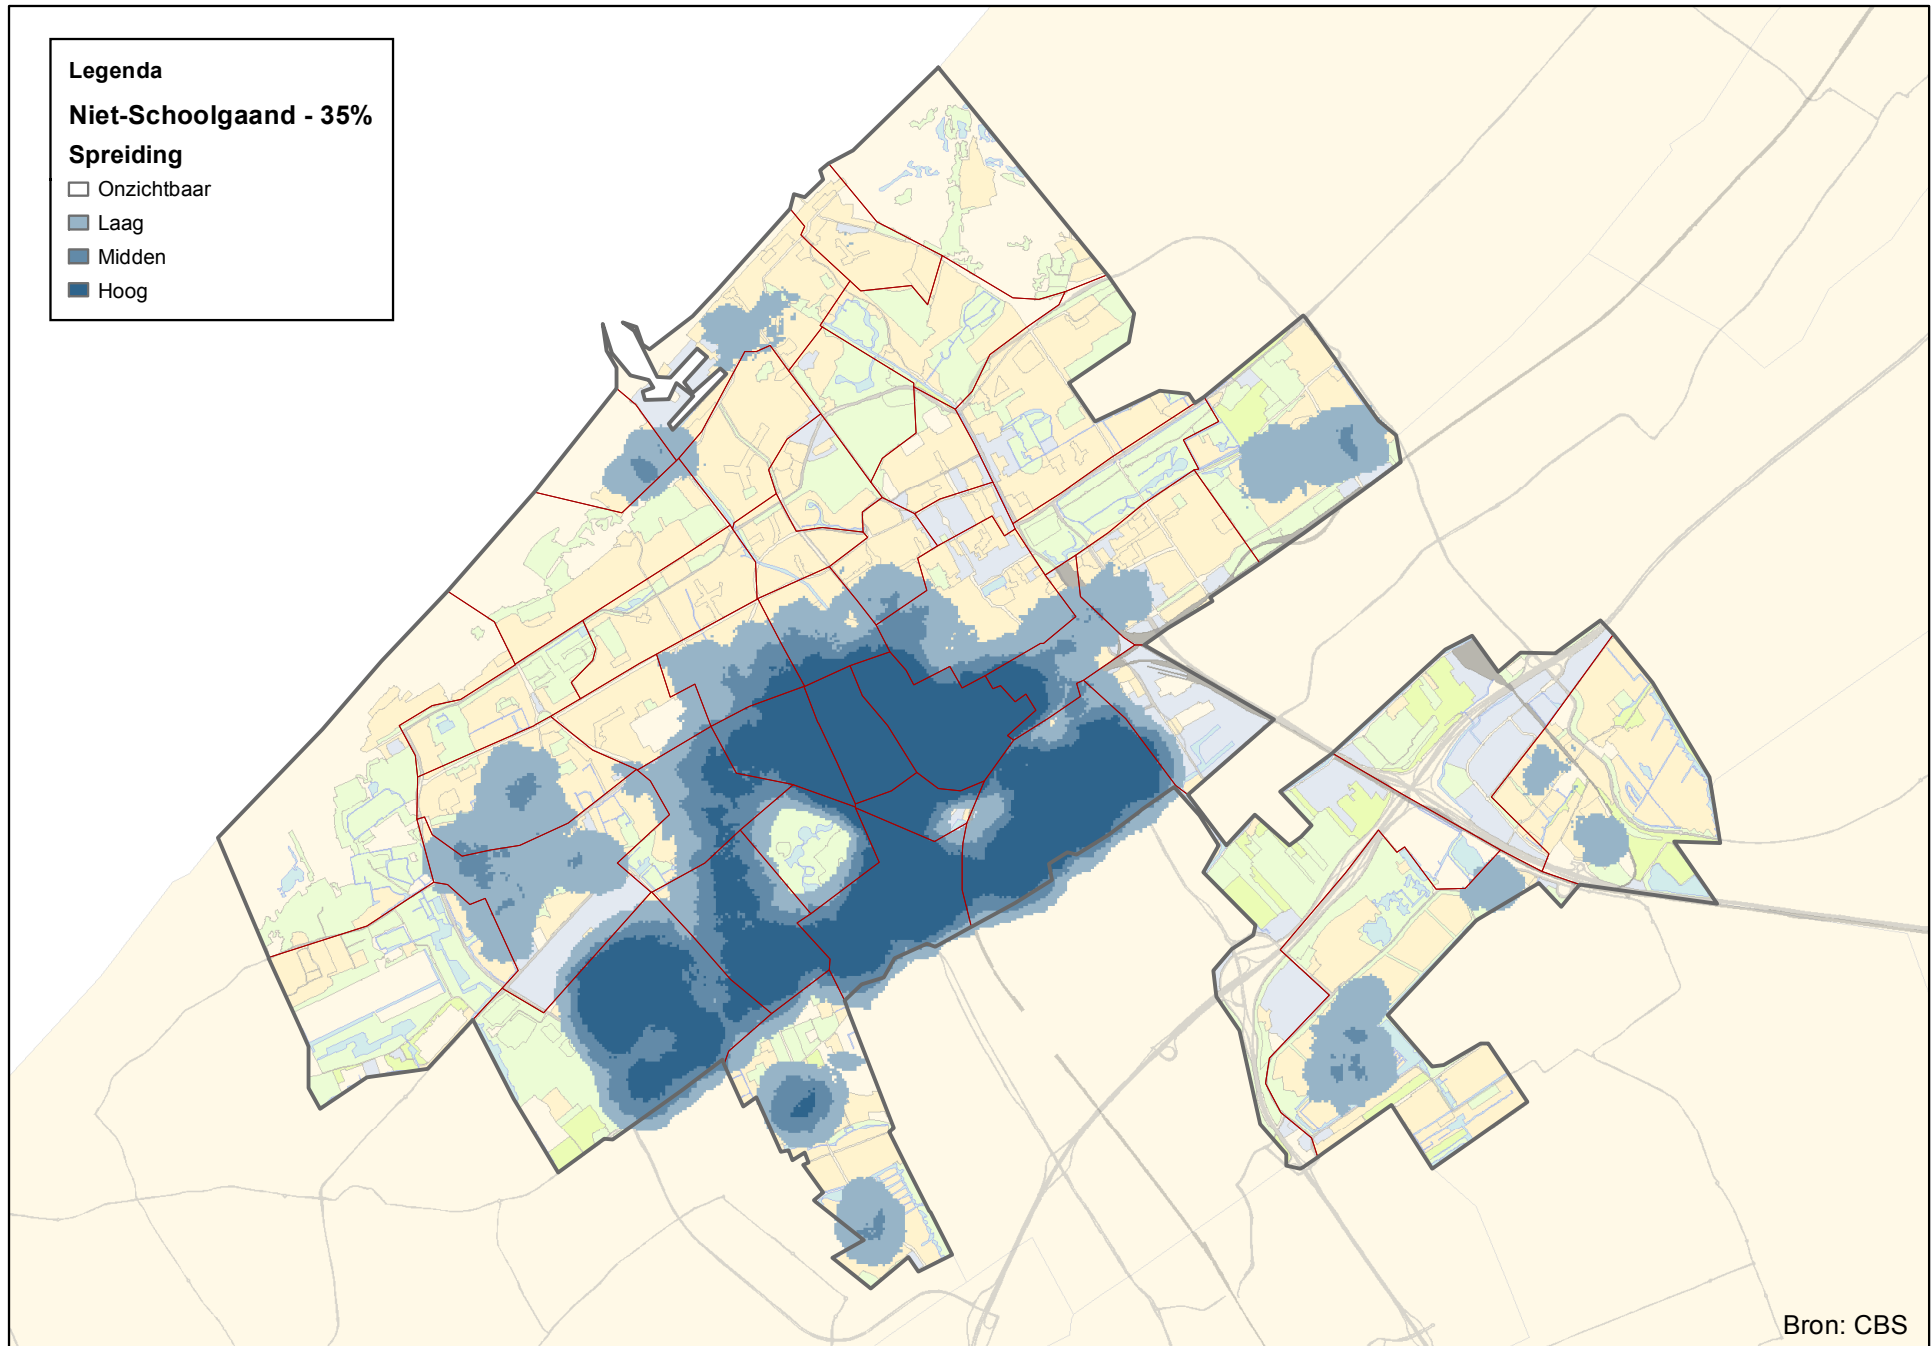 Legenda
Niet-Schoolgaand - 35%
Spreiding
Onzichtbaar
Laag
Midden
Hoog
Bron: CBS